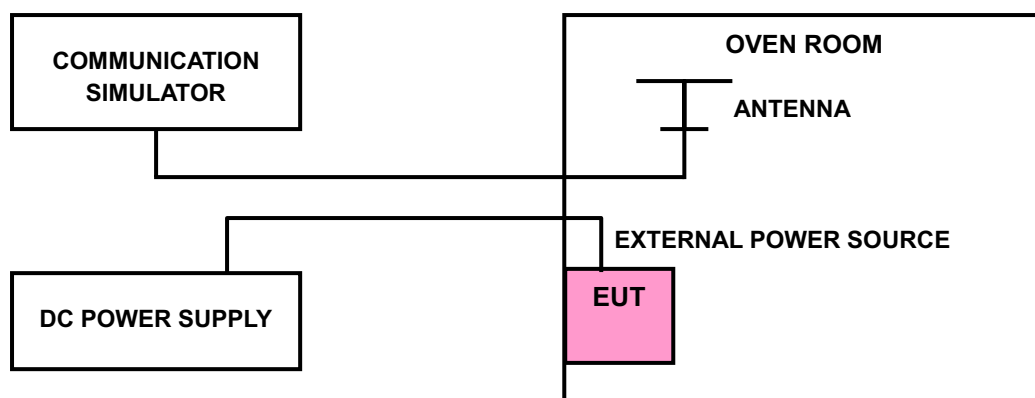 COMMUNICATION
SIMULATOR
OVEN ROOM
ANTENNA
EXTERNAL POWER SOURCE
DC POWER SUPPLY
EUT